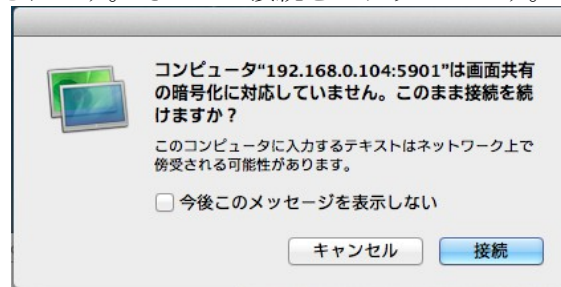 コンピュータ“192.168.0.104:5901”は画面共有
の暗号化に対応していません。このまま接続を続
けますか？
このコンピュータに入力するテキストはネットワーク上で
傍受される可能性があります。
今後このメッセージを表示しない
キャンセル
接続